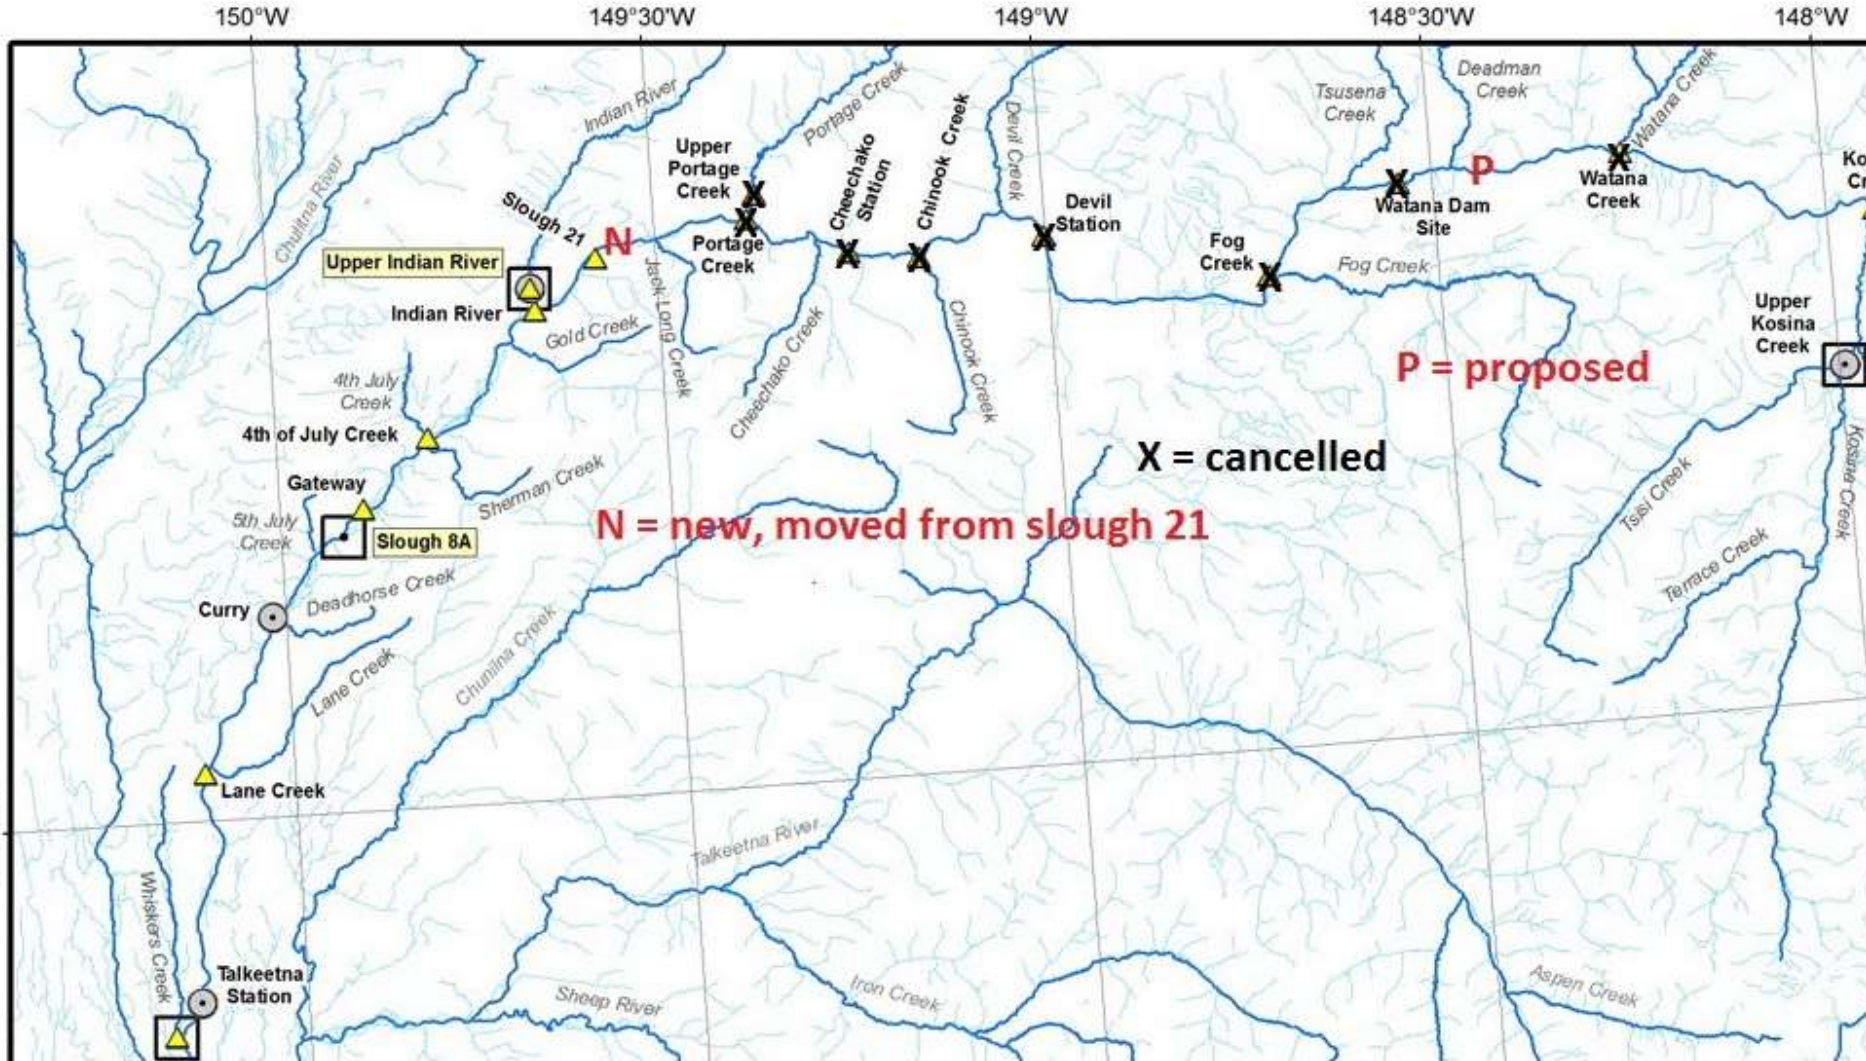 150°W
149°30'W
149°W
148°30'W
148°W
Indian River
Portage Creek
Cheechako
Station
Chinook Creek
Devil Creek
Tsusena
Creek
Deadman
Creek
Watana Creek
Chulitna River
Upper
Portage
Creek
Slough 21
N
Portage
Creek
Devil
Station
P
Watana Dam
Site
Watana
Creek
Ko
Cr
Upper Indian River
Indian River
Gold Creek
Jack Long Creek
Cheechako Creek
Chinook Creek
Fog
Creek
Fog Creek
Upper
Kosina
Creek
P = proposed
4th July
Creek
4th of July Creek
X = cancelled
Gateway
Sherman Creek
5th July
Creek
Slough 8A
N = new, moved from slough 21
Tsisi Creek
Kosina Creek
Terrace Creek
Curry
Deadhorse Creek
Lane Creek
Chunilna Creek
Lane Creek
Talkeetna River
Whiskers Creek
Talkeetna
Station
Sheep River
Iron Creek
Aspen Creek
X
X
X
X
X
X
X
X